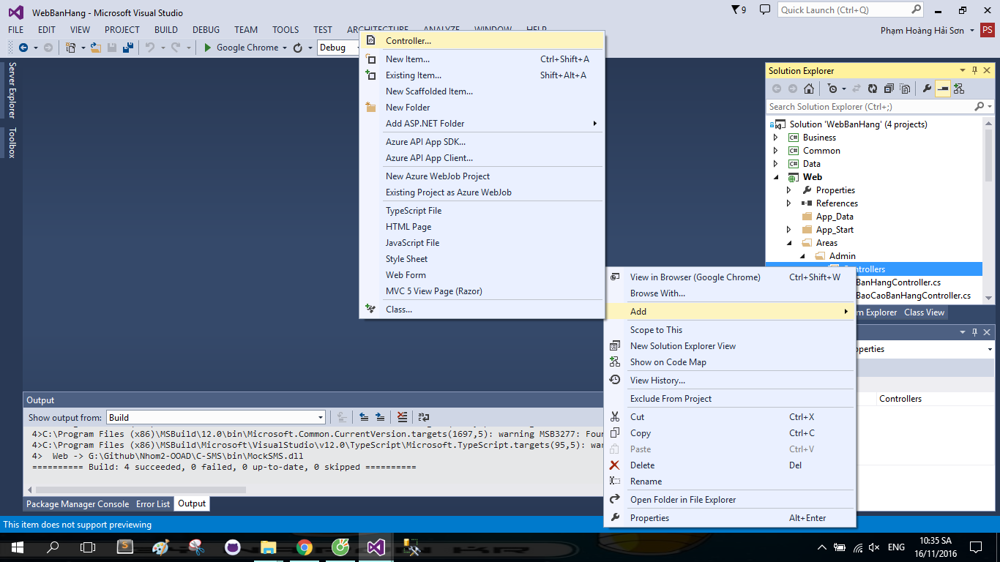 WebBanHang - Microsoft Visual Studio
9
Quick Launch (Ctrl+Q)
FILE EDIT VIEW PROJECT BUILD DEBUG TEAM TOOLS TEST ARCHITECTURE ANALYZE WINDOW HELP
Phạm Hoàng Hải Sơn
PS
Google Chrome
Debug
Server Explorer
Toolbox
Controller...
New Item... Ctrl+Shift+A
Existing Item... Shift+Alt+A
New Scaffolded Item...
New Folder
Add ASP.NET Folder
Azure API App SDK...
Azure API App Client...
New Azure WebJob Project
Existing Project as Azure WebJob
TypeScript File
HTML Page
JavaScript File
Style Sheet
Web Form
MVC 5 View Page (Razor)
Class...
Solution Explorer
Search Solution Explorer (Ctrl+;)
Solution 'WebBanHang' (4 projects)
C# Business
C# Common
C# Data
Web
Properties
References
App_Data
App_Start
Areas
Admin
ntrollers
BanHangController.cs
BaoCaoBanHangController.cs
m Explorer Class View
View in Browser (Google Chrome) Ctrl+Shift+W
Browse With...
Add
Scope to This
New Solution Explorer View
Show on Code Map
View History...
Exclude From Project
Cut Ctrl+X
Copy Ctrl+C
Paste Ctrl+V
Delete Del
Rename
Open Folder in File Explorer
Properties Alt+Enter
operties
Controllers
Output
Show output from: Build
4>C:\Program Files (x86)\MSBuild\12.0\bin\Microsoft.Common.CurrentVersion.targets(1697,5): warning MSB3277: Foun
4>C:\Program Files (x86)\MSBuild\Microsoft\VisualStudio\v12.0\TypeScript\Microsoft.TypeScript.targets(95,5): wa
4> Web -> G:\Github\Nhom2-OOAD\C-SMS\bin\MockSMS.dll
========== Build: 4 succeeded, 0 failed, 0 up-to-date, 0 skipped ==========
Package Manager Console Error List Output
This item does not support previewing
ENG
10:35 SA
16/11/2016